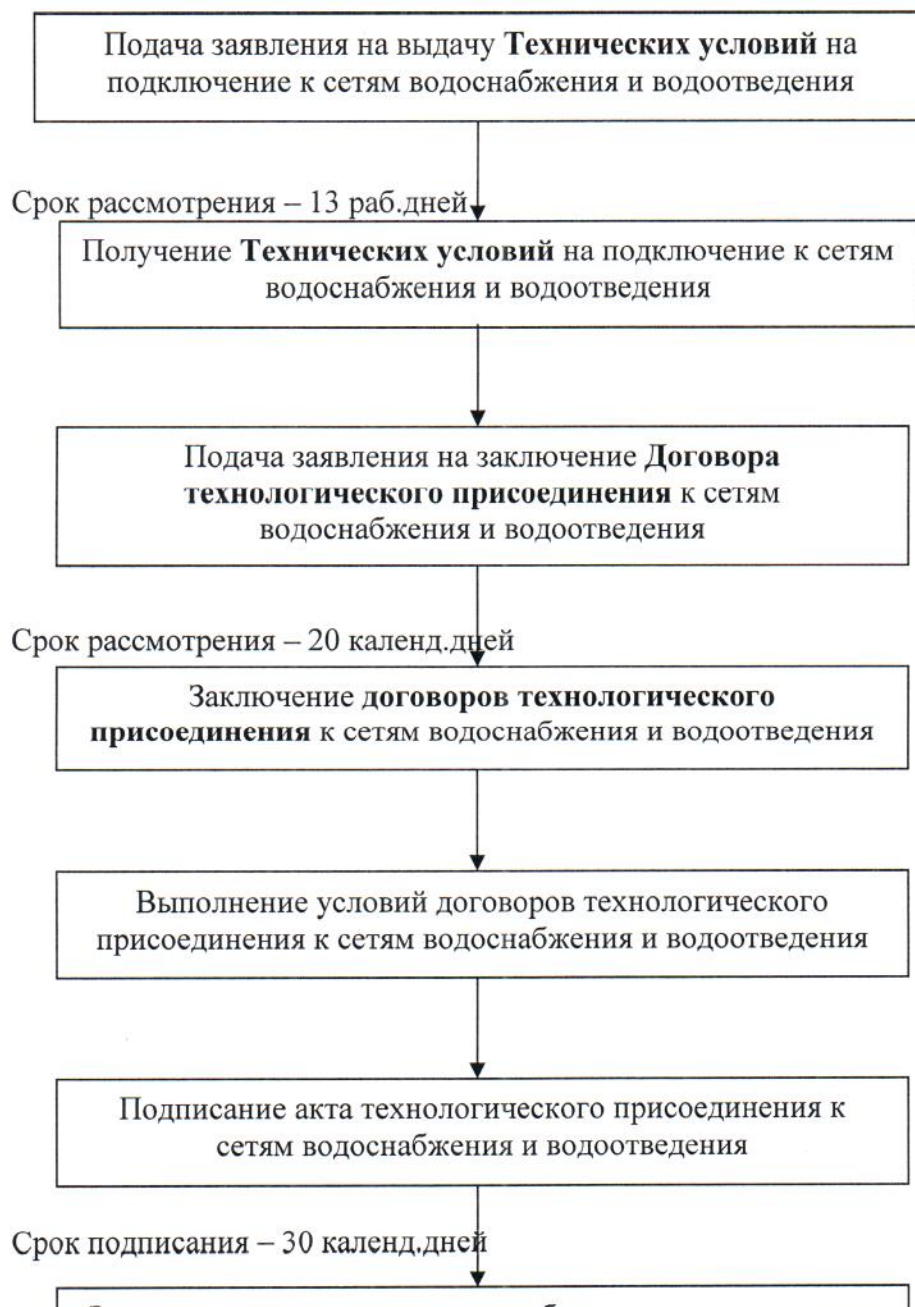 Подача заявления на выдачу Технических условий на
подключение к сетям водоснабжения и водоотведения
Срок рассмотрения – 13 раб.дней
Получение Технических условий на подключение к сетям
водоснабжения и водоотведения
Подача заявления на заключение Договора
технологического присоединения к сетям
водоснабжения и водоотведения
Срок рассмотрения – 20 календ.дней
Заключение договоров технологического
присоединения к сетям водоснабжения и водоотведения
Выполнение условий договоров технологического
присоединения к сетям водоснабжения и водоотведения
Подписание акта технологического присоединения к
сетям водоснабжения и водоотведения
Срок подписания – 30 календ.дней